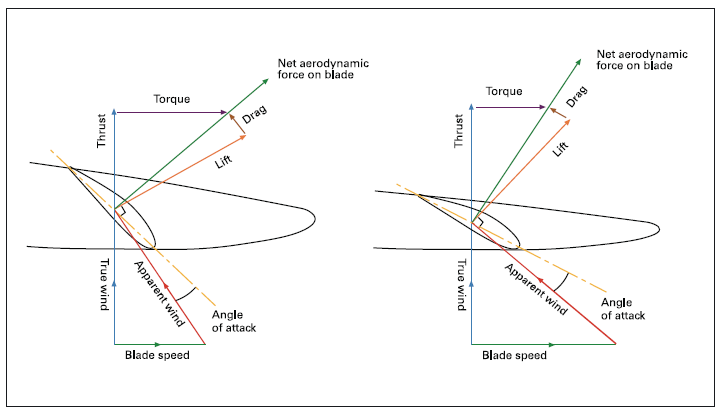 Net aerodynamic
force on blade
Torque
Thrust
Drag
Lift
True wind
Apparent wind
Angle
of attack
Blade speed
Net aerodynamic
force on blade
Torque
Thrust
Drag
Lift
True wind
Apparent wind
Angle
of attack
Blade speed